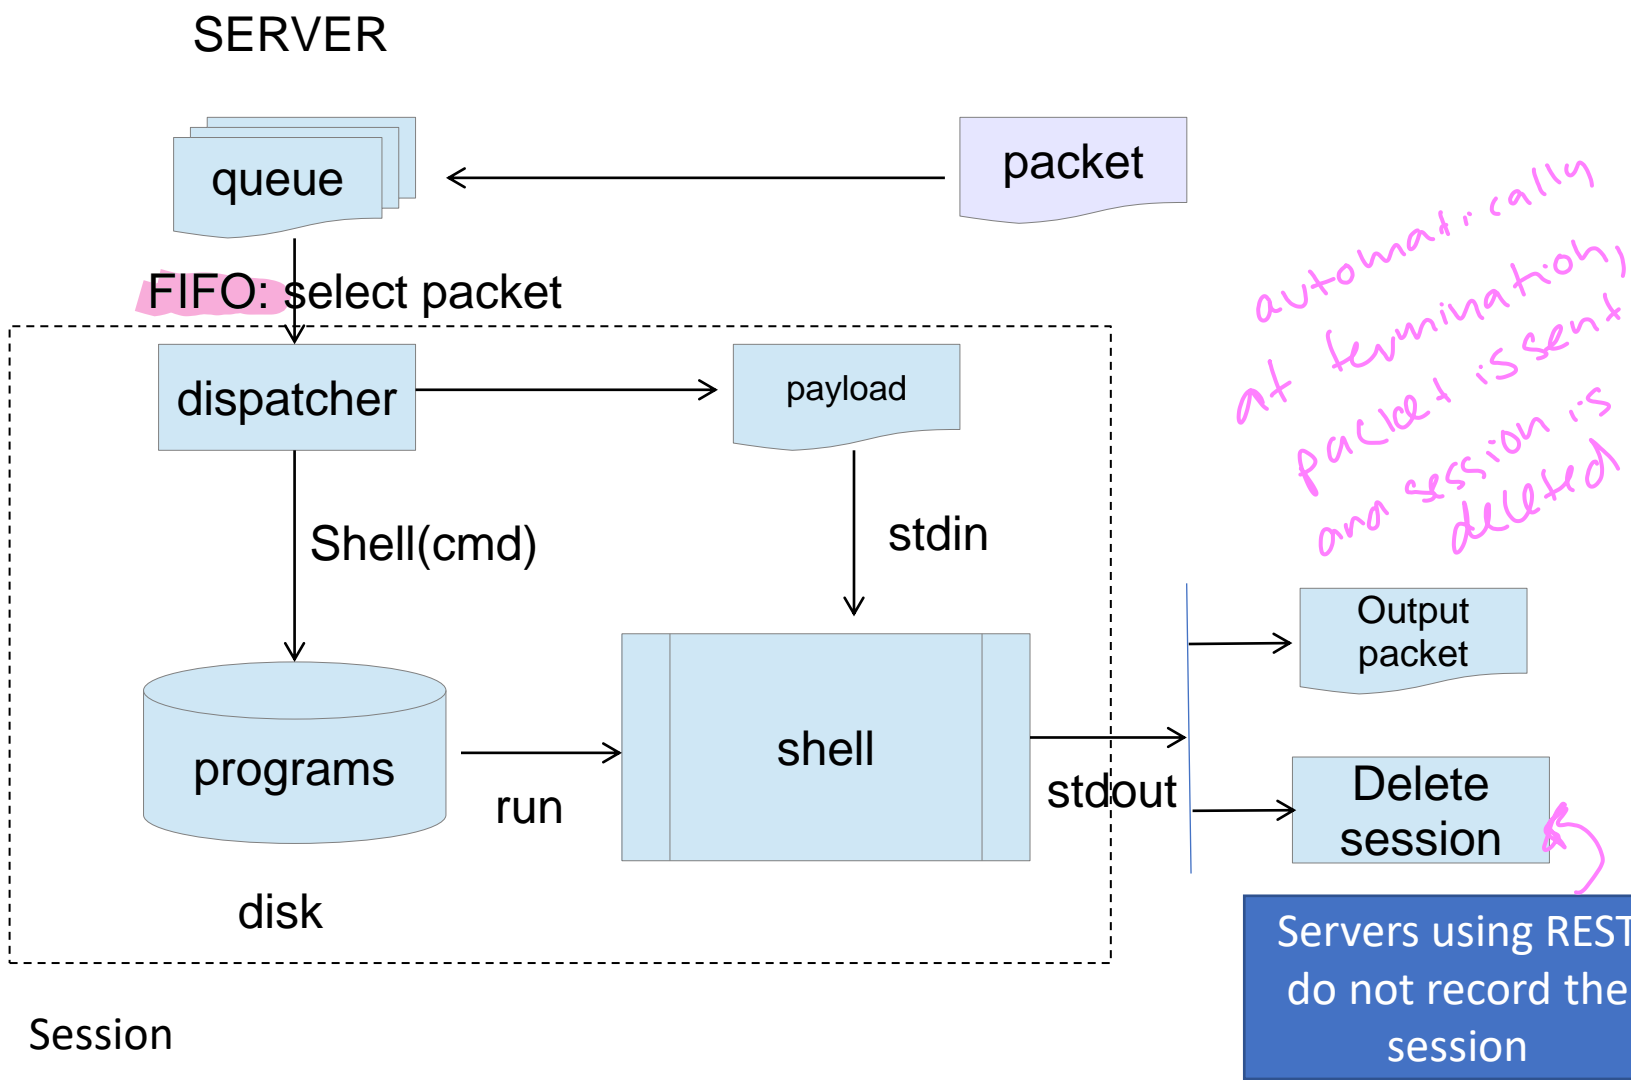 SERVER
queue
packet
FIFO: select packet
dispatcher
payload
Shell(cmd)
stdin
programs
run
shell
stdout
disk
Session
automatically
at termination,
packet is sent
and session is
deleted
Output
packet
Delete
session
Servers using REST
do not record the
session